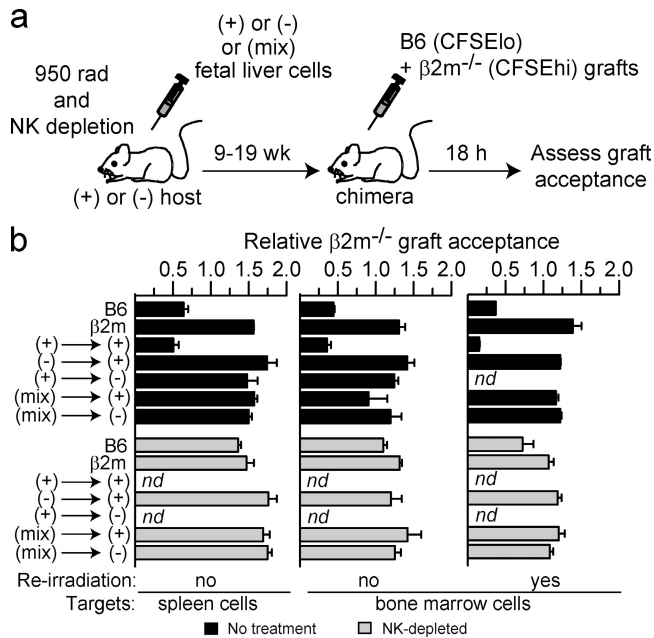 a
(+) or (-)
or (mix)
fetal liver cells
950 rad
and
NK depletion
B6 (CFSElo)
+ β2m-/- (CFSEhi) grafts
9-19 wk
18 h
Assess graft
acceptance
(+) or (-) host
chimera
b
Relative β2m-/- graft acceptance
0.5 1.0 1.5 2.0 0.5 1.0 1.5 2.0 0.5 1.0 1.5 2.0
B6
β2m
(+) → (+)
(-) → (+)
(+) → (-) nd
(mix) → (+)
(mix) → (-)
B6
β2m
(+) → (+) nd nd nd
(-) → (+)
(+) → (-) nd nd nd
(mix) → (+)
(mix) → (-)
Re-irradiation: no no yes
Targets: spleen cells bone marrow cells
No treatment NK-depleted